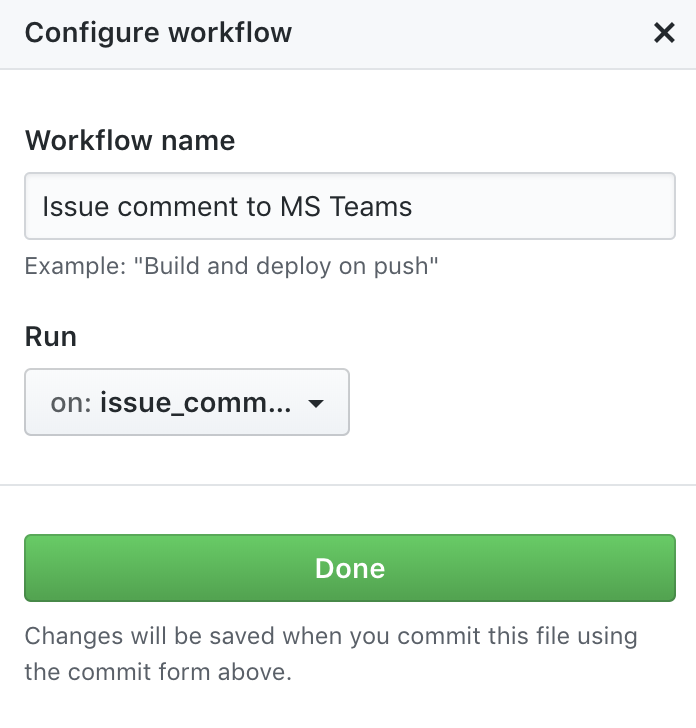 Configure workflow
Workflow name
Issue comment to MS Teams
Example: "Build and deploy on push"
Run
on: issue_comm...
Done
Changes will be saved when you commit this file using
the commit form above.